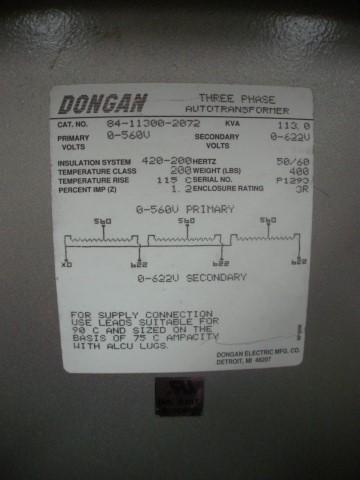 DONGAN THREE PHASE
AUTOTRANSFORMER
CAT. NO. 84-11300-2072 KVA 113.0
PRIMARY VOLTS 0-560V SECONDARY VOLTS 0-622V
INSULATION SYSTEM 420-200 HERTZ 50/60
TEMPERATURE CLASS 200 WEIGHT (LBS) 400
TEMPERATURE RISE 115 C SERIAL NO. P1293
PERCENT IMP (Z) 1.2 ENCLOSURE RATING 3R
0-560V PRIMARY
560 560 560
X0 622 622 622
0-622V SECONDARY
FOR SUPPLY CONNECTION
USE LEADS SUITABLE FOR
90 C AND SIZED ON THE
BASIS OF 75 C AMPACITY
WITH ALCU LUGS.
DONGAN ELECTRIC MFG. CO.
DETROIT, MI 48207